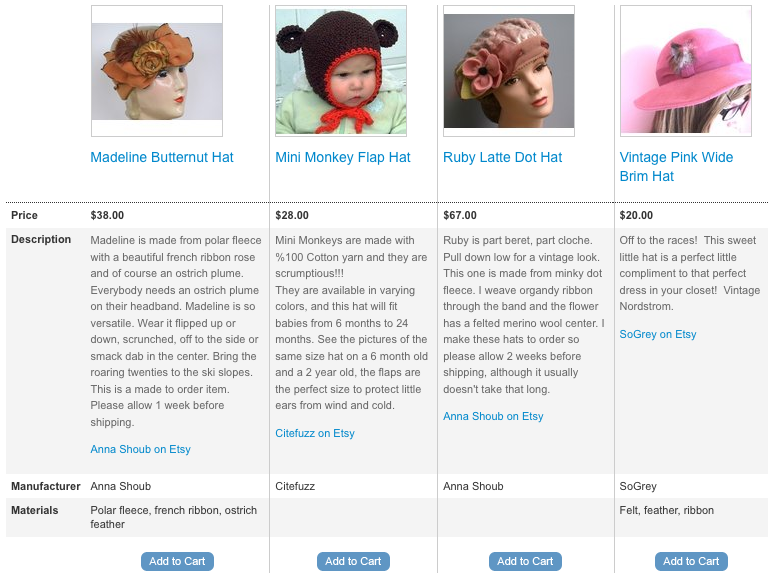 Madeline Butternut Hat
Mini Monkey Flap Hat
Ruby Latte Dot Hat
Vintage Pink Wide
Brim Hat
Price
$38.00
$28.00
$67.00
$20.00
Description
Madeline is made from polar fleece
with a beautiful french ribbon rose
and of course an ostrich plume.
Everybody needs an ostrich plume
on their headband. Madeline is so
versatile. Wear it flipped up or
down, scrunched, off to the side or
smack dab in the center. Bring the
roaring twenties to the ski slopes.
This is a made to order item.
Please allow 1 week before
shipping.
Anna Shoub on Etsy
Mini Monkeys are made with
%100 Cotton yarn and they are
scrumptious!!!
They are available in varying
colors, and this hat will fit
babies from 6 months to 24
months. See the pictures of the
same size hat on a 6 month old
and a 2 year old, the flaps are
the perfect size to protect little
ears from wind and cold.
Citefuzz on Etsy
Ruby is part beret, part cloche.
Pull down low for a vintage look.
This one is made from minky dot
fleece. I weave organdy ribbon
through the band and the flower
has a felted merino wool center. I
make these hats to order so
please allow 2 weeks before
shipping, although it usually
doesn't take that long.
Anna Shoub on Etsy
Off to the races!  This sweet
little hat is a perfect little
compliment to that perfect
dress in your closet!  Vintage
Nordstrom.
SoGrey on Etsy
Manufacturer
Anna Shoub
Citefuzz
Anna Shoub
SoGrey
Materials
Polar fleece, french ribbon, ostrich
feather
Felt, feather, ribbon
Add to Cart
Add to Cart
Add to Cart
Add to Cart